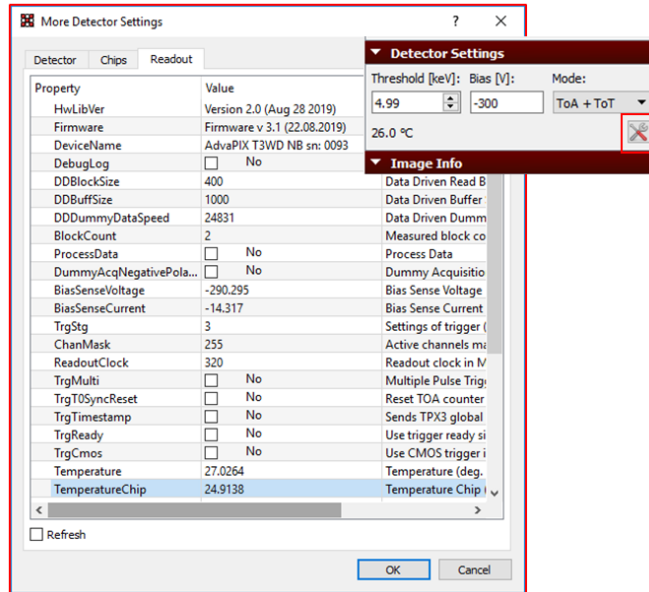 More Detector Settings ? ×
Detector Chips Readout
Property Value
HwLibVer Version 2.0 (Aug 28 2019)
Firmware Firmware v 3.1 (22.08.2019)
DeviceName AdvaPIX T3WD NB sn: 0093
DebugLog No
DDBlockSize 400 Data Driven Read B
DDBuffSize 1000 Data Driven Buffer
DDDummyDataSpeed 24831 Data Driven Dumm
BlockCount 2 Measured block co
ProcessData No Process Data
DummyAcqNegativePola... No Dummy Acquisitio
BiasSenseVoltage -290.295 Bias Sense Voltage
BiasSenseCurrent -14.317 Bias Sense Current
TrgStg 3 Settings of trigger (
ChanMask 255 Active channels ma
ReadoutClock 320 Readout clock in M
TrgMulti No Multiple Pulse Trig
TrgT0SyncReset No Reset TOA counter
TrgTimestamp No Sends TPX3 global
TrgReady No Use trigger ready si
TrgCmos No Use CMOS trigger i
Temperature 27.0264 Temperature (deg.
TemperatureChip 24.9138 Temperature Chip (
Refresh
OK Cancel
Detector Settings
Threshold [keV]: Bias [V]: Mode:
4.99 -300 ToA + ToT
26.0 °C
Image Info